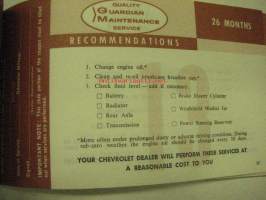 QUALITY
GUARDIAN
MAINTENANCE
SERVICE
26 MONTHS
RECOMMENDATIONS
1. Change engine oil.*
2. Clean and re-oil crankcase breather cap.*
3. Check fluid level — add if necessary.
Battery
Radiator
Rear Axle
Transmission
Brake Master Cylinder
Windshield Washer Jar
Power Steering Reservoir
*More often under prolonged dusty or adverse driving conditions. During
sub-zero weather the engine oil should be changed every 30 days.
YOUR CHEVROLET DEALER WILL PERFORM THESE SERVICES AT
A REASONABLE COST TO YOU
IMPORTANT NOTE: